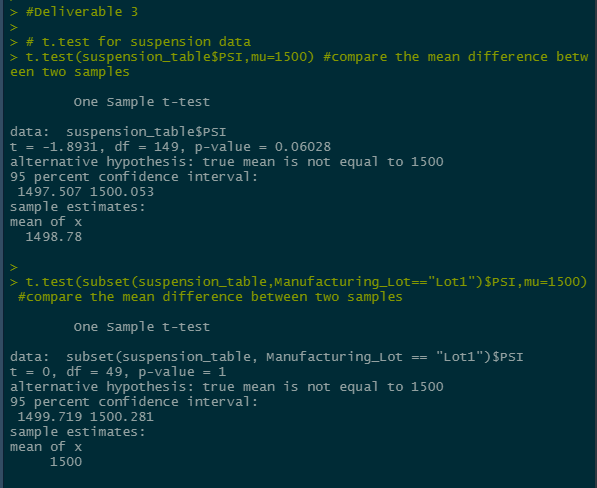 > #Deliverable 3
>
> # t.test for suspension data
> t.test(suspension_table$PSI,mu=1500) #compare the mean difference betw
een two samples
One Sample t-test
data:  suspension_table$PSI
t = -1.8931, df = 149, p-value = 0.06028
alternative hypothesis: true mean is not equal to 1500
95 percent confidence interval:
1497.507 1500.053
sample estimates:
mean of x
1498.78
>
> t.test(subset(suspension_table,Manufacturing_Lot=="Lot1")$PSI,mu=1500)
#compare the mean difference between two samples
One Sample t-test
data:  subset(suspension_table, Manufacturing_Lot == "Lot1")$PSI
t = 0, df = 49, p-value = 1
alternative hypothesis: true mean is not equal to 1500
95 percent confidence interval:
1499.719 1500.281
sample estimates:
mean of x
1500